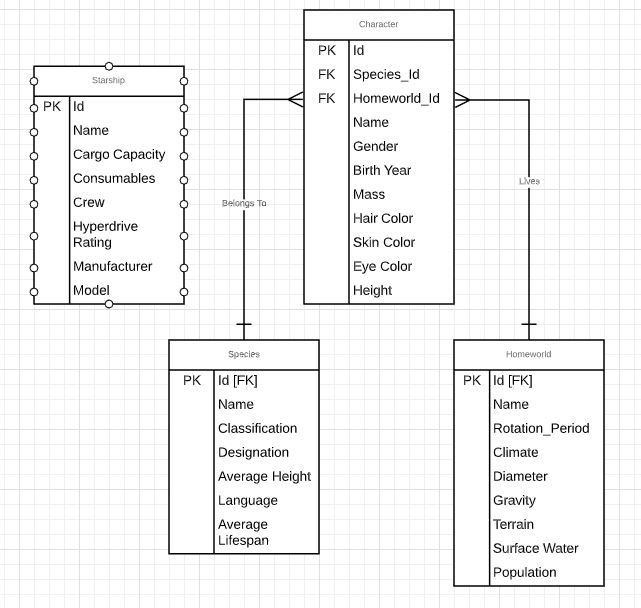 Character
PK Id
FK Species_Id
FK Homeworld_Id
Name
Gender
Birth Year
Mass
Hair Color
Skin Color
Eye Color
Height
Starship
PK Id
Name
Cargo Capacity
Consumables
Crew
Hyperdrive
Rating
Manufacturer
Model
Belongs To
Lives
Species
PK Id [FK]
Name
Classification
Designation
Average Height
Language
Average
Lifespan
Homeworld
PK Id [FK]
Name
Rotation_Period
Climate
Diameter
Gravity
Terrain
Surface Water
Population